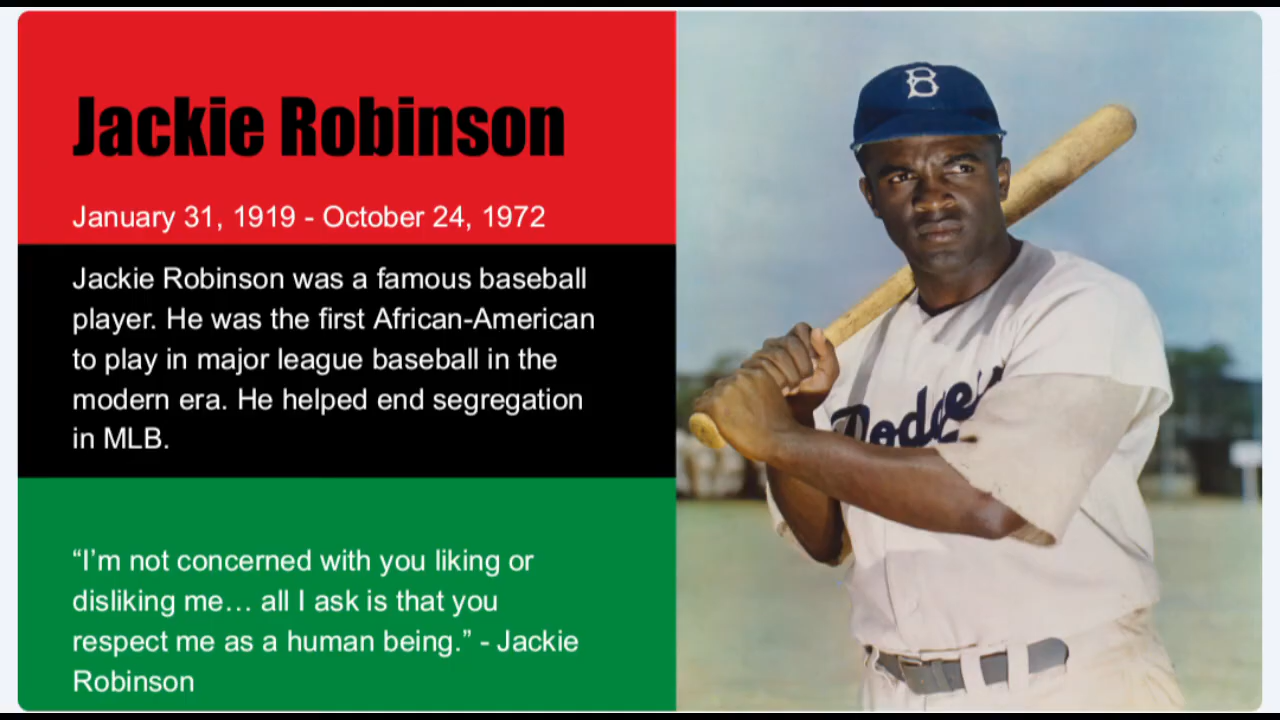 Jackie Robinson
January 31, 1919 - October 24, 1972
Jackie Robinson was a famous baseball
player. He was the first African-American
to play in major league baseball in the
modern era. He helped end segregation
in MLB.
“I’m not concerned with you liking or
disliking me… all I ask is that you
respect me as a human being.” - Jackie
Robinson
B
Dodgers